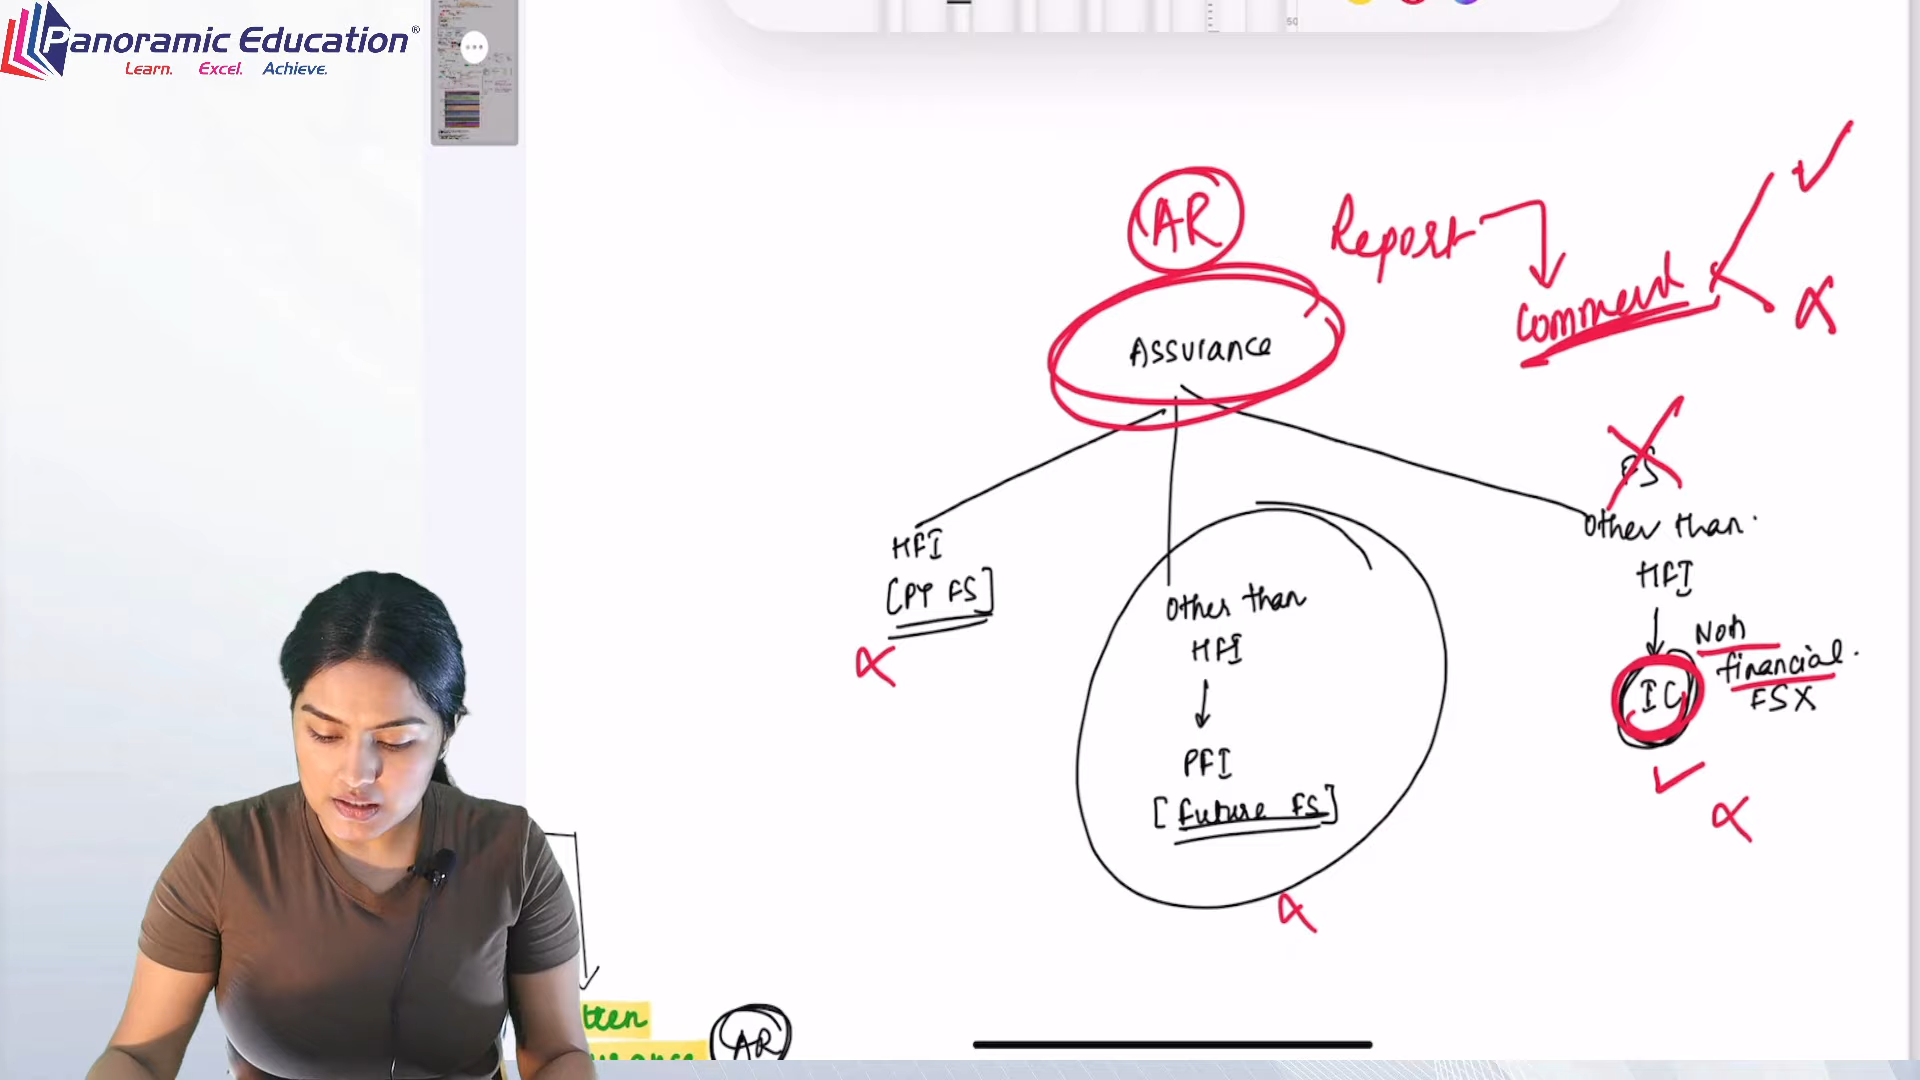 Panoramic Education®
Learn. Excel. Achieve.
50
AR
Report
Comment
Assurance
HFI
[PY FS]
Other than
HFI
PFI
[Future FS]
FS
Other than.
HFI
Non
financial.
FSX
IC
AR